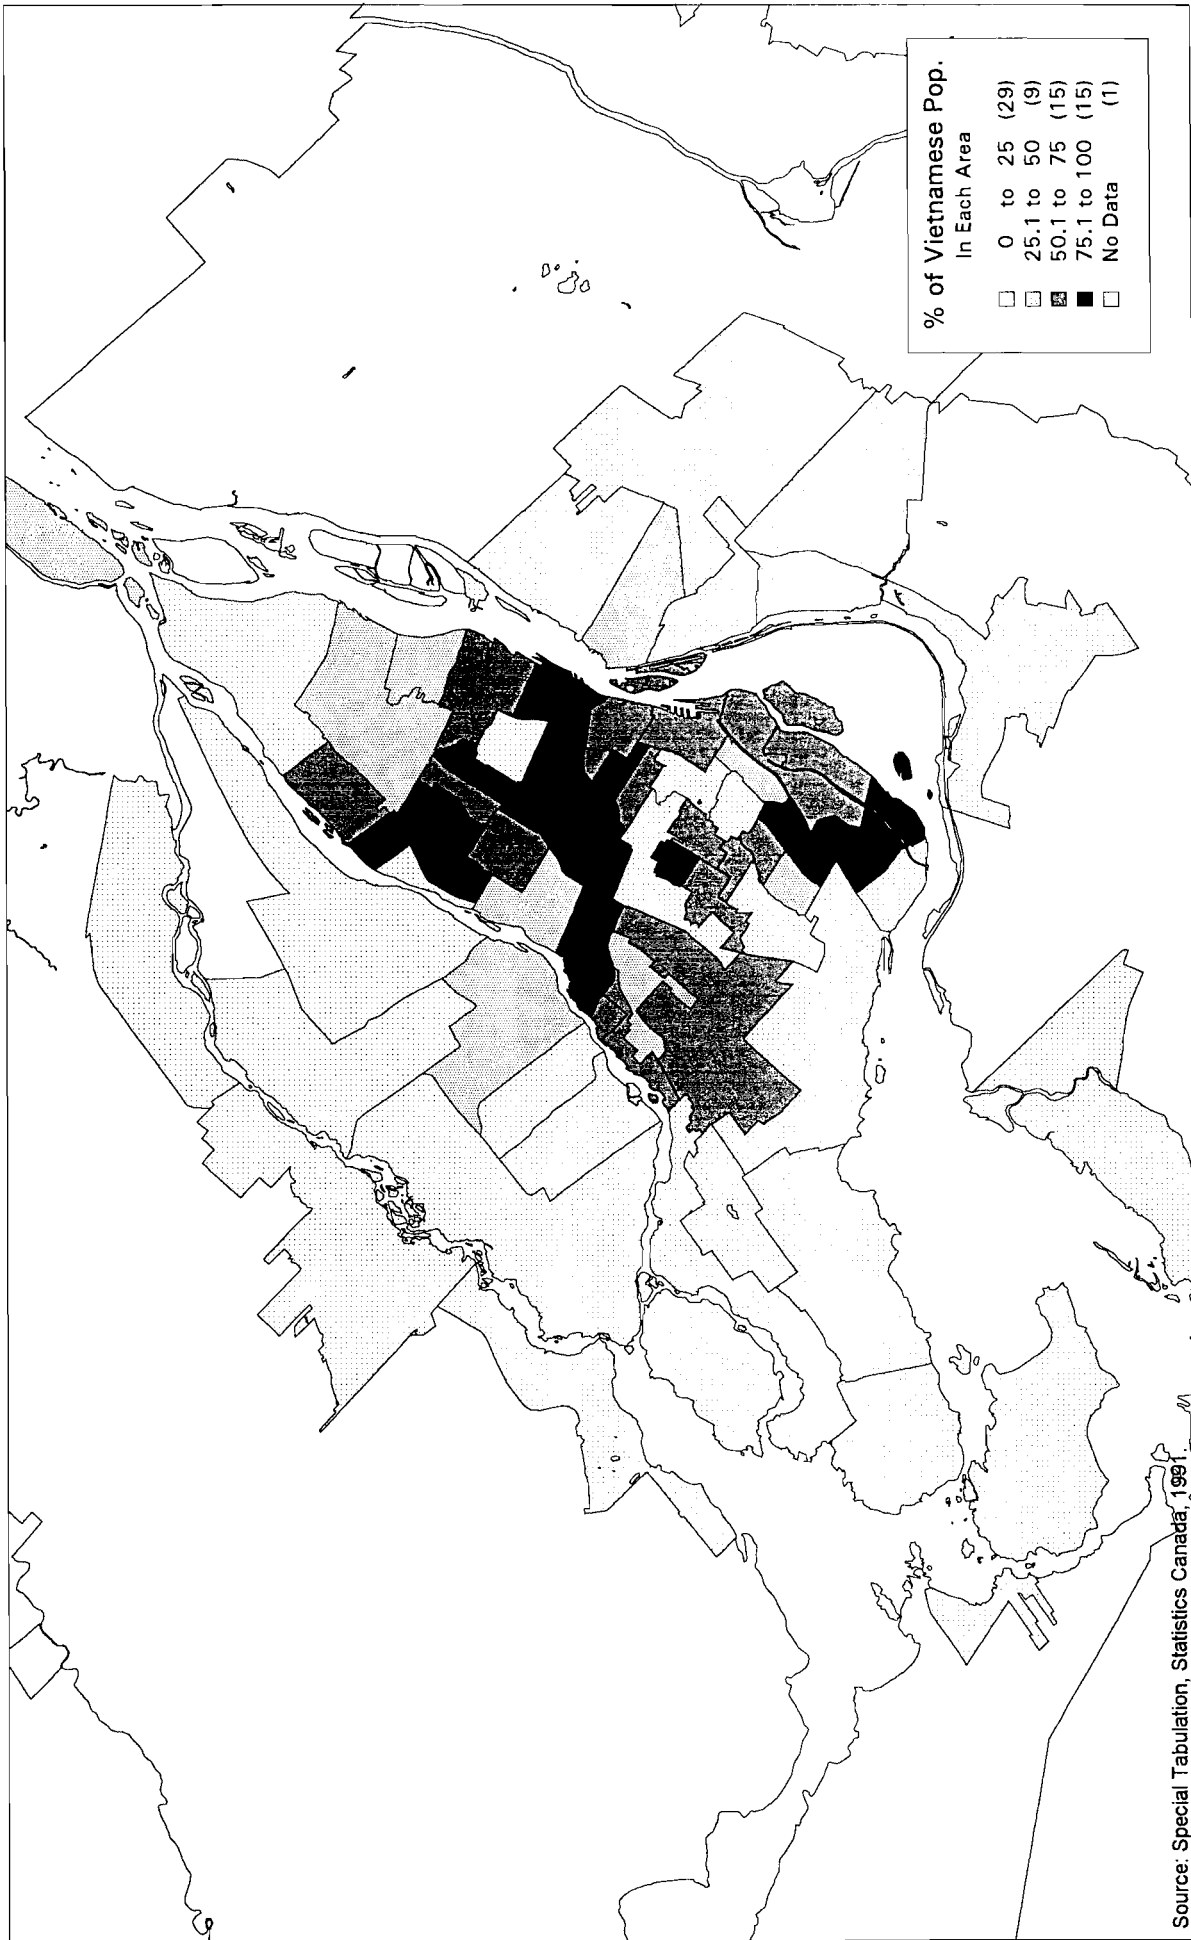 % of Vietnamese Pop.
In Each Area
0 to 25 (29)
25.1 to 50 (9)
50.1 to 75 (15)
75.1 to 100 (15)
No Data (1)
Source: Special Tabulation, Statistics Canada, 1991.